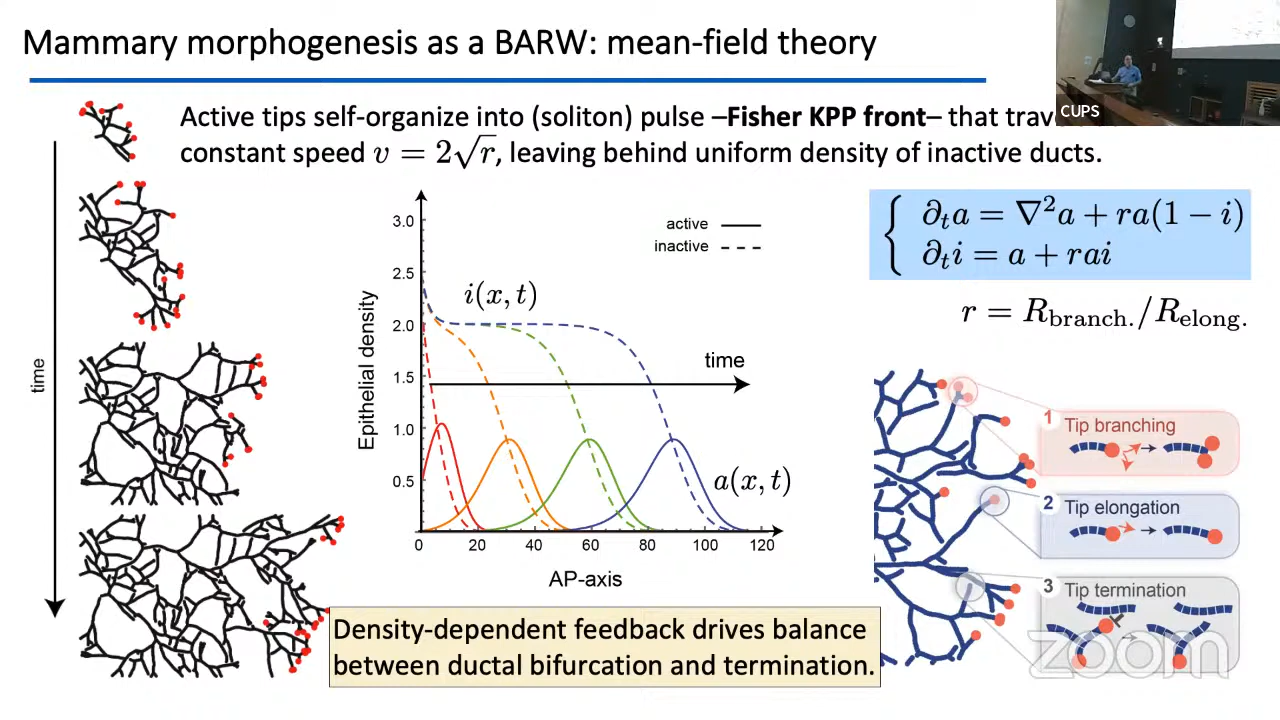 Mammary morphogenesis as a BARW: mean-field theory
CUPS
Active tips self-organize into (soliton) pulse –Fisher KPP front– that trav
constant speed v = 2√r, leaving behind uniform density of inactive ducts.
time
Epithelial density
3.0
2.5
2.0
1.5
1.0
0.5
0 20 40 60 80 100 120
AP-axis
active
inactive
i(x, t)
time
a(x, t)
∂ₜa = ∇²a + ra(1 − i)
∂ₜi = a + rai
r = R_branch./R_elong.
1 Tip branching
2 Tip elongation
3 Tip termination
Density-dependent feedback drives balance
between ductal bifurcation and termination.
zoom